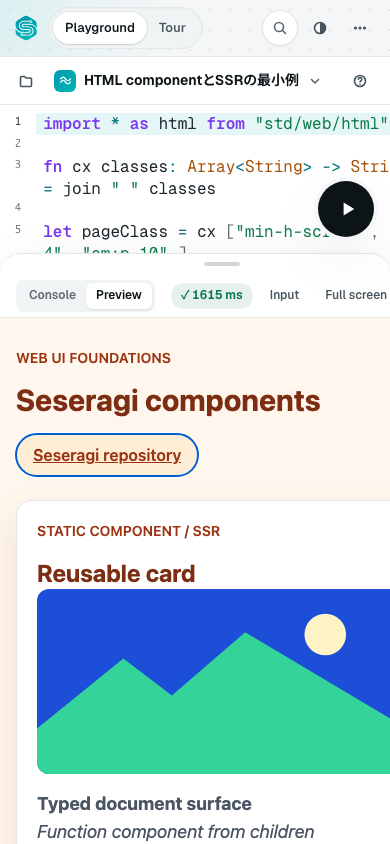 Playground
Tour
HTML componentとSSRの最小例
1 import * as html from "std/web/html"
2
3 fn cx classes: Array<String> -> Stri
= join " " classes
4
5 let pageClass = cx ["min-h-scr ,
Console
Preview
✓ 1615 ms
Input
Full screen
WEB UI FOUNDATIONS
Seseragi components
Seseragi repository
STATIC COMPONENT / SSR
Reusable card
Typed document surface
Function component from children